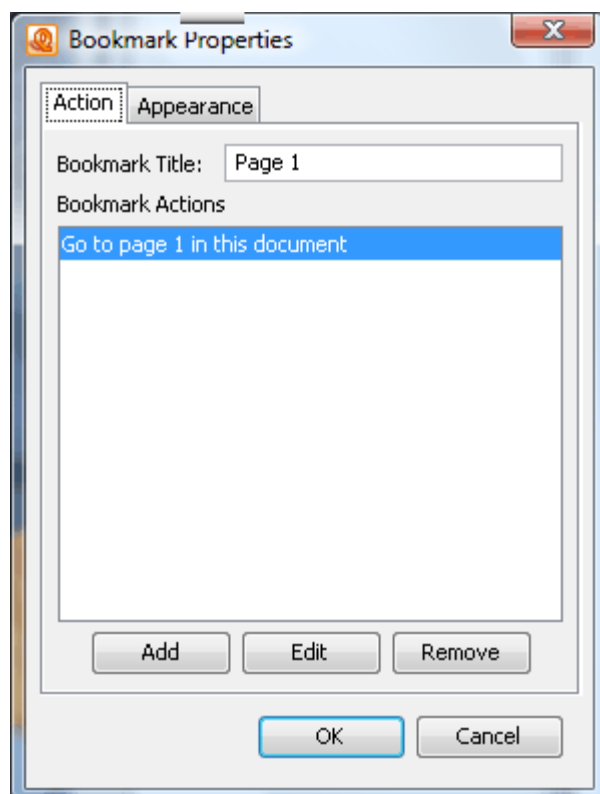 Bookmark Properties
Action Appearance
Bookmark Title: Page 1
Bookmark Actions
Go to page 1 in this document
Add Edit Remove
OK Cancel